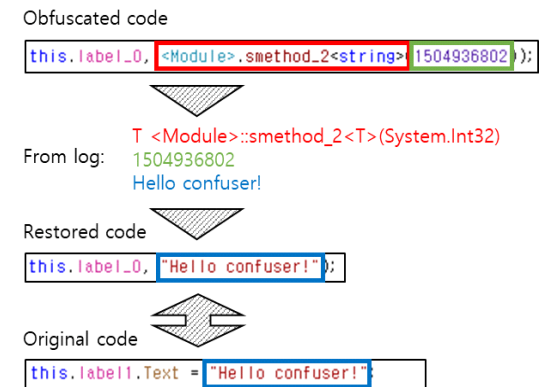 Obfuscated code
this.label_0, <Module>.smethod_2<string>(1504936802));
From log:
T <Module>::smethod_2<T>(System.Int32)
1504936802
Hello confuser!
Restored code
this.label_0, "Hello confuser!");
Original code
this.label1.Text = "Hello confuser!";